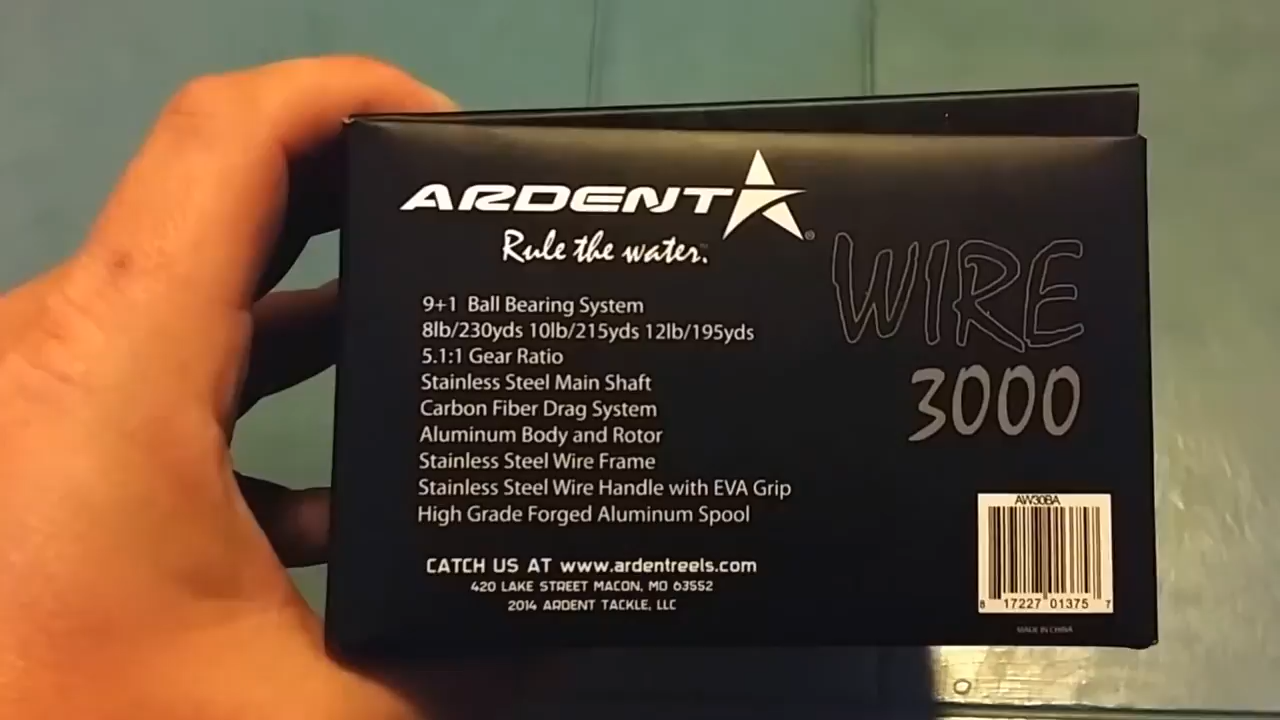 ARDENT ®
Rule the water.™
WIRE
3000
9+1 Ball Bearing System
8lb/230yds 10lb/215yds 12lb/195yds
5.1:1 Gear Ratio
Stainless Steel Main Shaft
Carbon Fiber Drag System
Aluminum Body and Rotor
Stainless Steel Wire Frame
Stainless Steel Wire Handle with EVA Grip
High Grade Forged Aluminum Spool
CATCH US AT www.ardentreels.com
420 LAKE STREET MACON, MO 63552
2014 ARDENT TACKLE, LLC
AW30BA
8 17227 01375 7
MADE IN CHINA